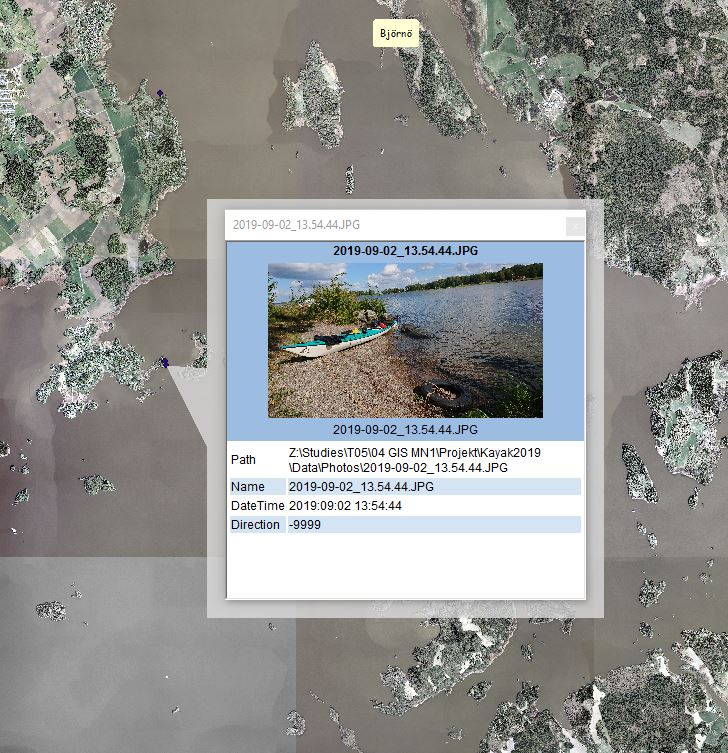 Björnö
2019-09-02_13.54.44.JPG
2019-09-02_13.54.44.JPG
2019-09-02_13.54.44.JPG
Path Z:\Studies\T05\04 GIS MN1\Projekt\Kayak2019
\Data\Photos\2019-09-02_13.54.44.JPG
Name 2019-09-02_13.54.44.JPG
DateTime 2019:09:02 13:54:44
Direction -9999